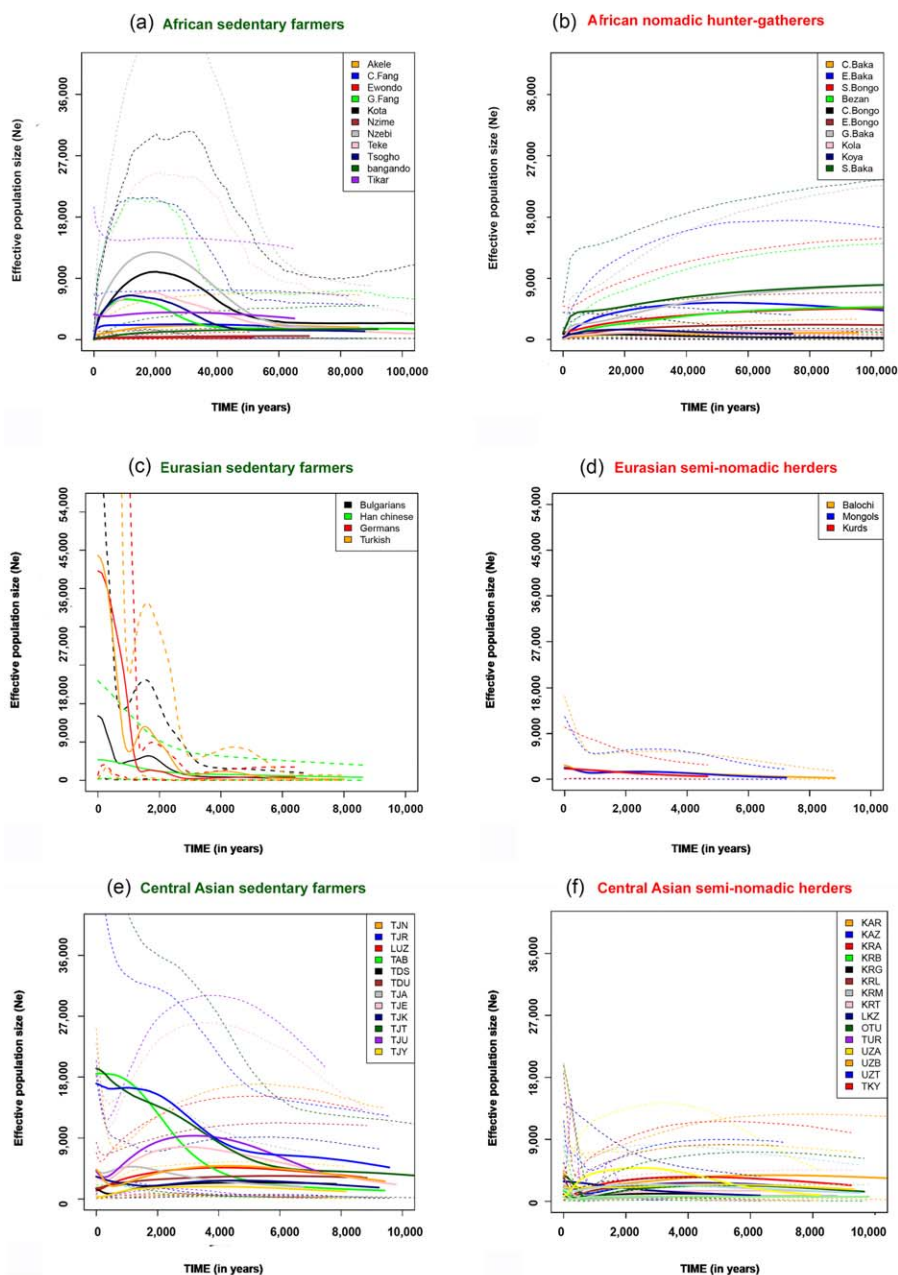 (a) African sedentary farmers
Effective population size (Ne)
36,000
27,000
18,000
9,000
0
Akele
C.Fang
Ewondo
G.Fang
Kota
Nzime
Nzebi
Teke
Tsogho
bangando
Tikar
0 20,000 40,000 60,000 80,000 100,000
TIME (in years)
(b) African nomadic hunter-gatherers
Effective population size (Ne)
36,000
27,000
18,000
9,000
0
C.Baka
E.Baka
S.Bongo
Bezan
C.Bongo
E.Bongo
G.Baka
Kola
Koya
S.Baka
0 20,000 40,000 60,000 80,000 100,000
TIME (in years)
(c) Eurasian sedentary farmers
Effective population size (Ne)
54,000
45,000
36,000
27,000
18,000
9,000
0
Bulgarians
Han chinese
Germans
Turkish
0 2,000 4,000 6,000 8,000 10,000
TIME (in years)
(d) Eurasian semi-nomadic herders
Effective population size (Ne)
54,000
45,000
36,000
27,000
18,000
9,000
0
Balochi
Mongols
Kurds
0 2,000 4,000 6,000 8,000 10,000
TIME (in years)
(e) Central Asian sedentary farmers
Effective population size (Ne)
36,000
27,000
18,000
9,000
0
TJN
TJR
LUZ
TAB
TDS
TDU
TJA
TJE
TJK
TJT
TJU
TJY
0 2,000 4,000 6,000 8,000 10,000
TIME (in years)
(f) Central Asian semi-nomadic herders
Effective population size (Ne)
36,000
27,000
18,000
9,000
0
KAR
KAZ
KRA
KRB
KRG
KRL
KRM
KRT
LKZ
OTU
TUR
UZA
UZB
UZT
TKY
0 2,000 4,000 6,000 8,000 10,000
TIME (in years)